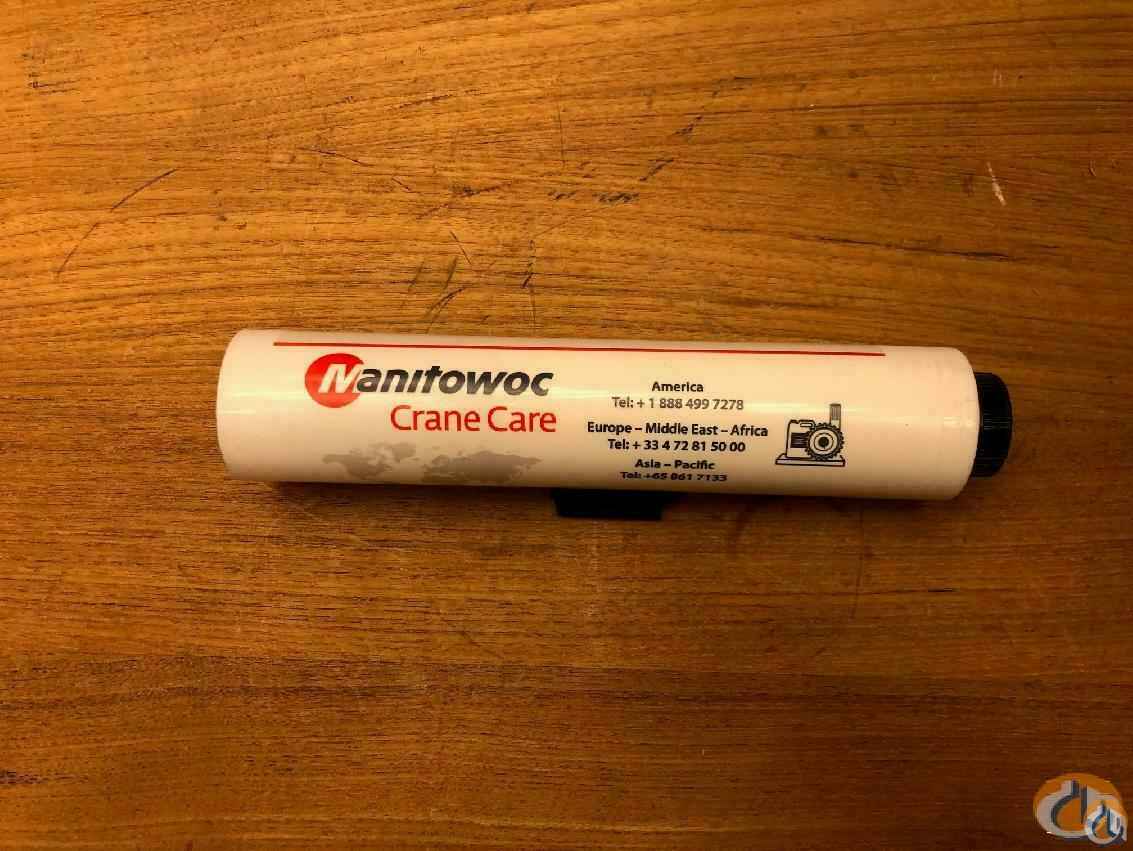 Manitowoc
Crane Care
America
Tel: + 1 888 499 7278
Europe – Middle East – Africa
Tel: + 33 4 72 81 50 00
Asia – Pacific
Tel: +65 861 7133